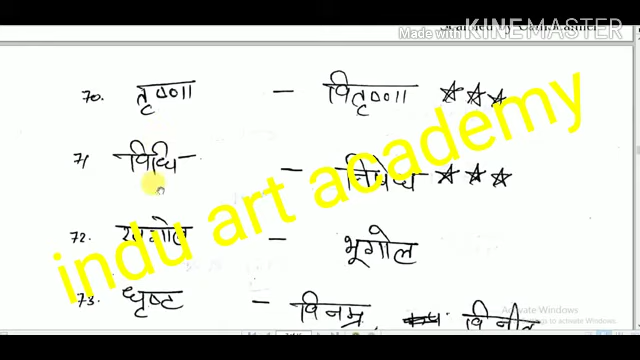 Made with KINEMASTER
70. तृष्णा - वितृष्णा ☆☆☆
71 विधि - निषेध ☆☆☆
72. खगोल - भूगोल
73. धृष्ट - विनम्र, विनीत
indu art academy
Activate Windows